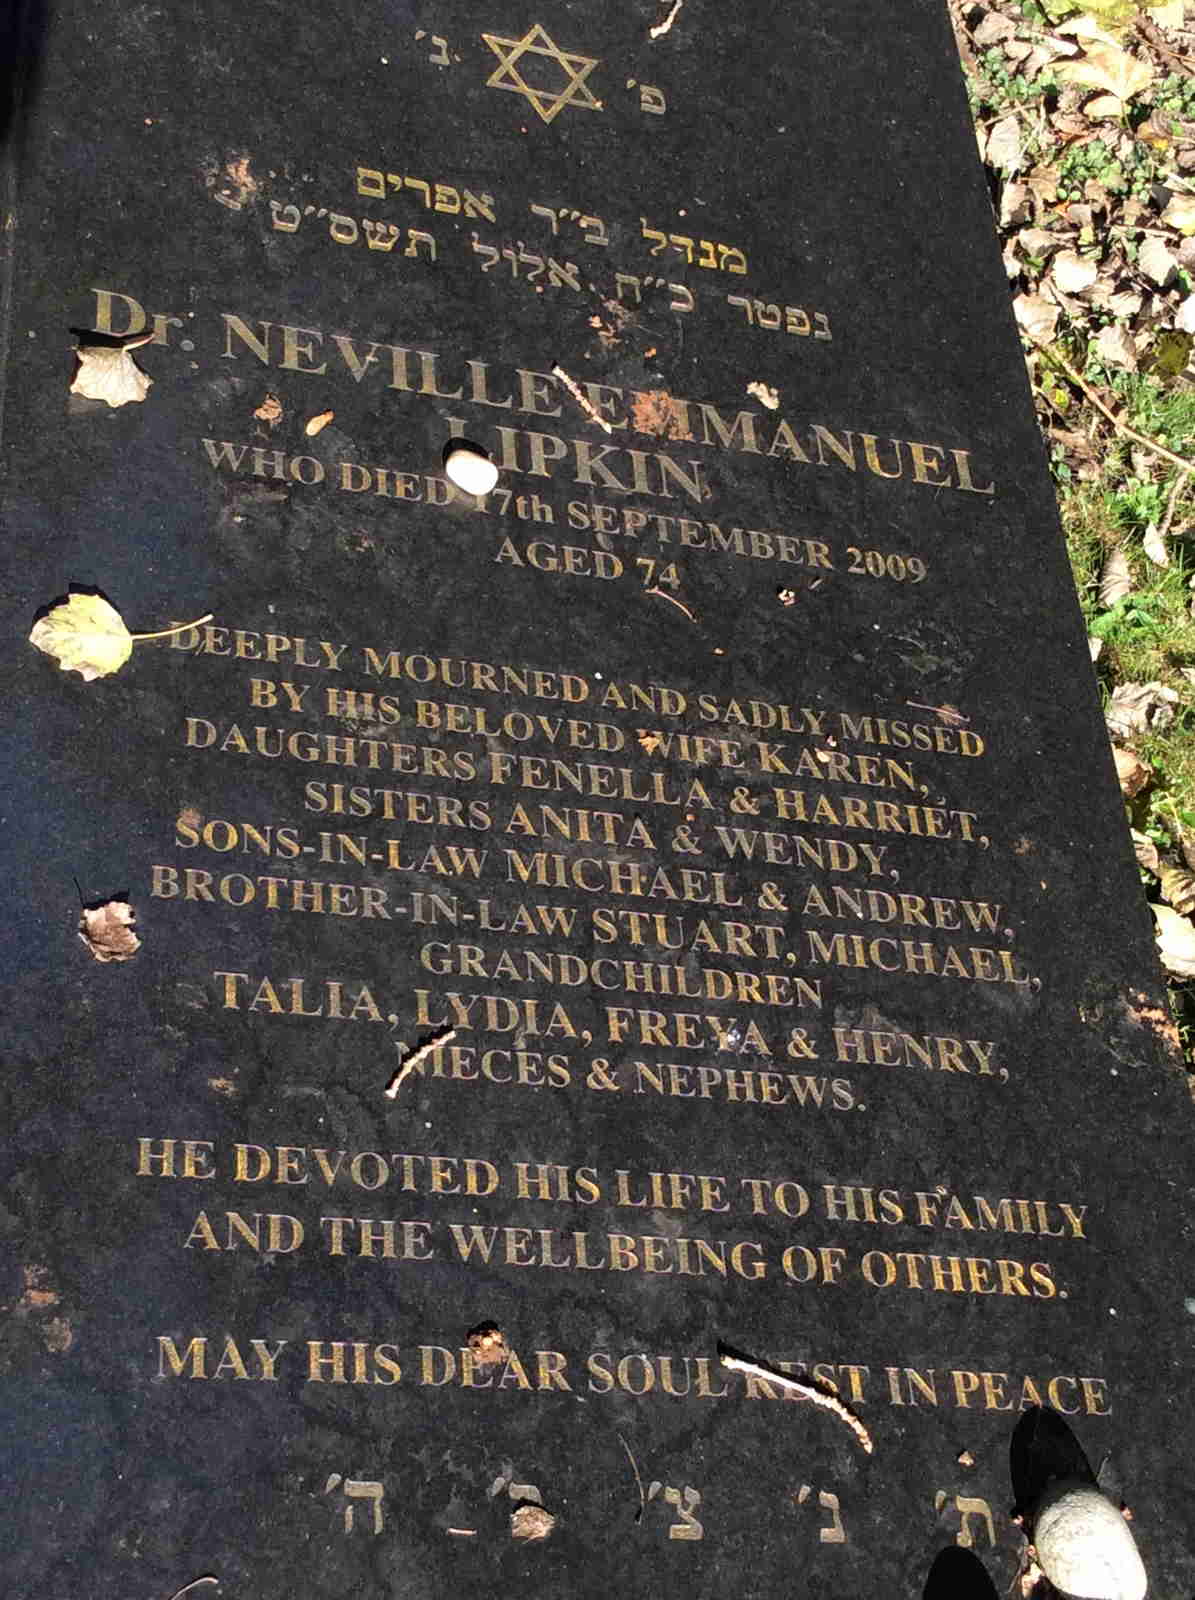 פ' נ'
מנדל ב״ר אפרים
נפטר כ״ח אלול תשס״ט
Dr. NEVILLE EMMANUEL
LIPKIN
WHO DIED 17th SEPTEMBER 2009
AGED 74
DEEPLY MOURNED AND SADLY MISSED
BY HIS BELOVED WIFE KAREN,
DAUGHTERS FENELLA & HARRIET,
SISTERS ANITA & WENDY,
SONS-IN-LAW MICHAEL & ANDREW,
BROTHER-IN-LAW STUART, MICHAEL,
GRANDCHILDREN
TALIA, LYDIA, FREYA & HENRY,
NIECES & NEPHEWS.
HE DEVOTED HIS LIFE TO HIS FAMILY
AND THE WELLBEING OF OTHERS.
MAY HIS DEAR SOUL REST IN PEACE
ת' נ' צ' ב' ה'